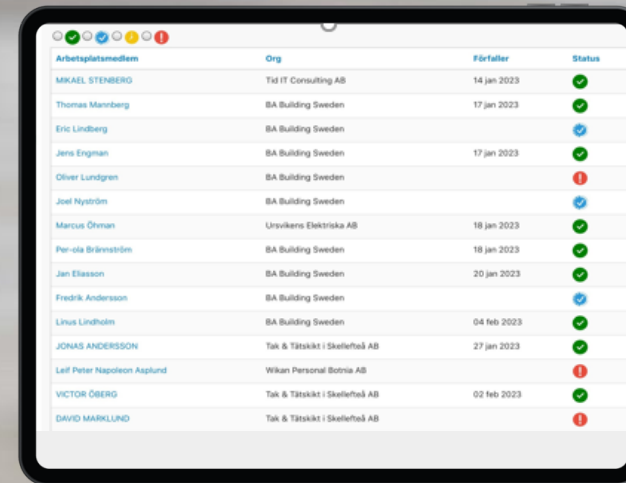 Arbetsplatsmedlem Org Förfaller Status
MIKAEL STENBERG Tid IT Consulting AB 14 jan 2023
Thomas Mannberg BA Building Sweden 17 jan 2023
Eric Lindberg BA Building Sweden
Jens Engman BA Building Sweden 17 jan 2023
Oliver Lundgren BA Building Sweden
Joel Nyström BA Building Sweden
Marcus Öhman Ursvikens Elektriska AB 18 jan 2023
Per-ola Brännström BA Building Sweden 18 jan 2023
Jan Eliasson BA Building Sweden 20 jan 2023
Fredrik Andersson BA Building Sweden
Linus Lindholm BA Building Sweden 04 feb 2023
JONAS ANDERSSON Tak & Tätskikt i Skellefteå AB 27 jan 2023
Leif Peter Napoleon Asplund Wikan Personal Botnia AB
VICTOR ÖBERG Tak & Tätskikt i Skellefteå AB 02 feb 2023
DAVID MARKLUND Tak & Tätskikt i Skellefteå AB